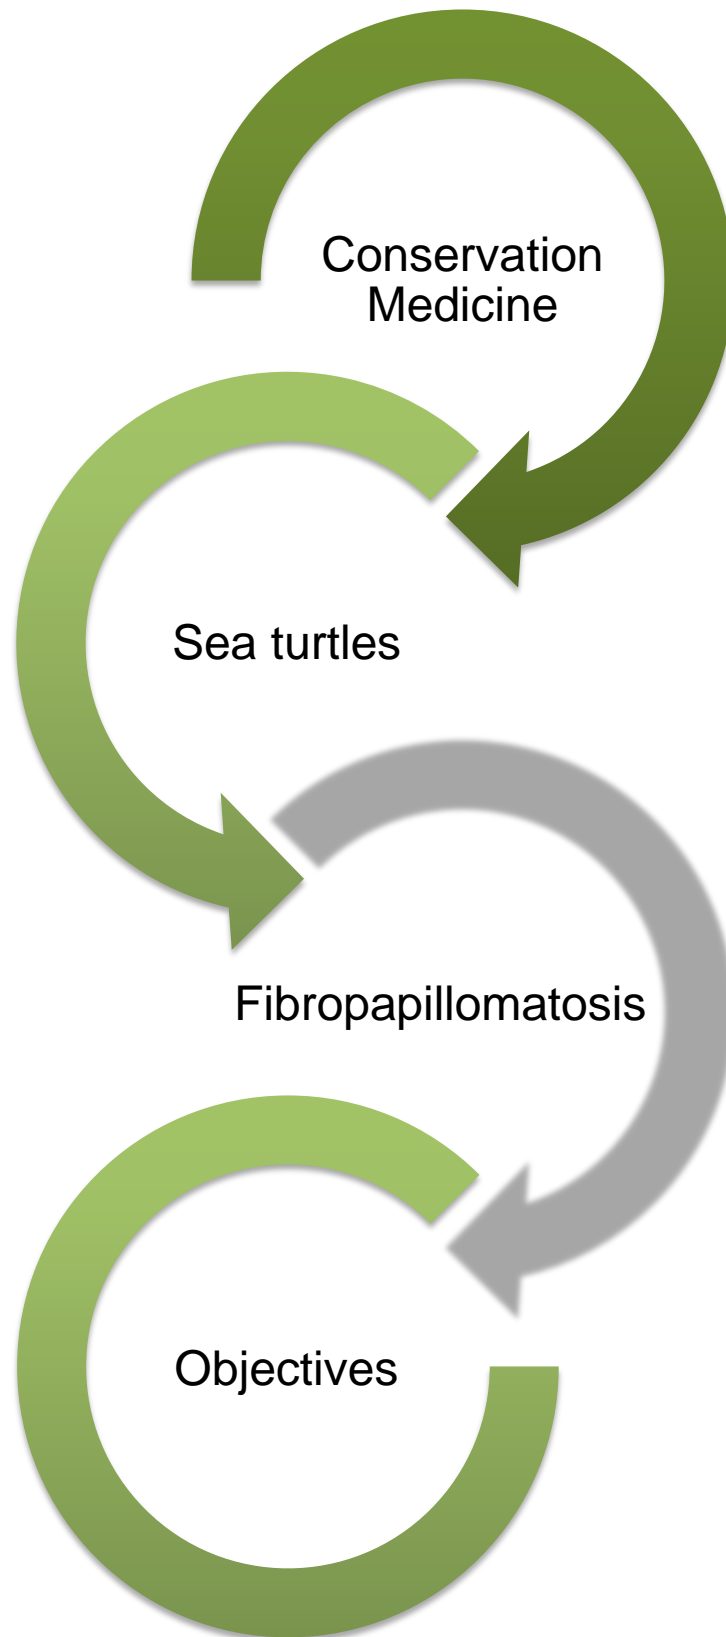 Conservation
Medicine
Sea turtles
Fibropapillomatosis
Objectives